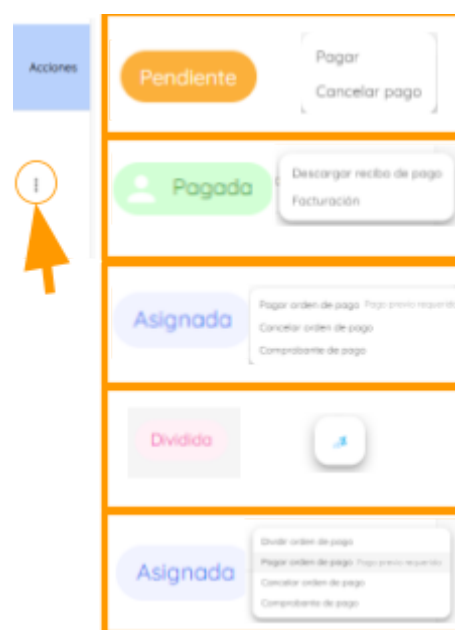 Acciones
Pendiente
Pagar
Cancelar pago
Pagada
Descargar recibo de pago
Facturación
Asignada
Pagar orden de pago Pago previo requerido
Cancelar orden de pago
Comprobante de pago
Dividida
Asignada
Dividir orden de pago
Pagar orden de pago Pago previo requerido
Cancelar orden de pago
Comprobante de pago